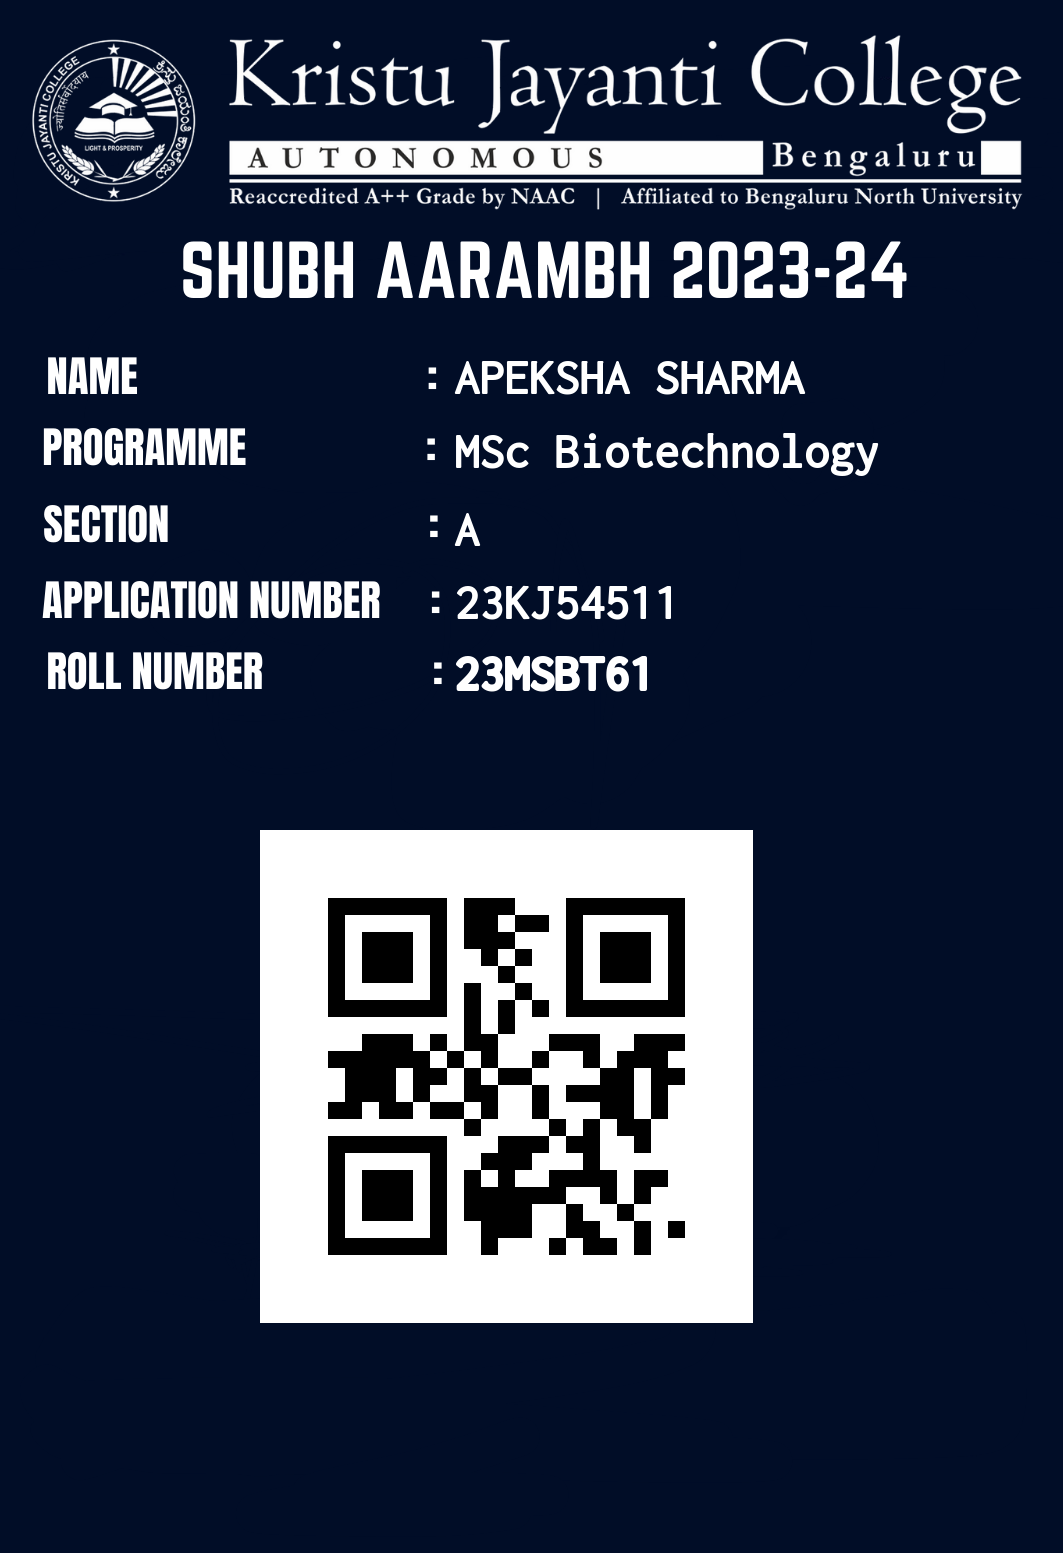 Kristu Jayanti College
AUTONOMOUS Bengaluru
Reaccredited A++ Grade by NAAC | Affiliated to Bengaluru North University
KRISTU JAYANTI COLLEGE
LIGHT & PROSPERITY
SHUBH AARAMBH 2023-24
NAME : APEKSHA SHARMA
PROGRAMME : MSc Biotechnology
SECTION : A
APPLICATION NUMBER : 23KJ54511
ROLL NUMBER : 23MSBT61